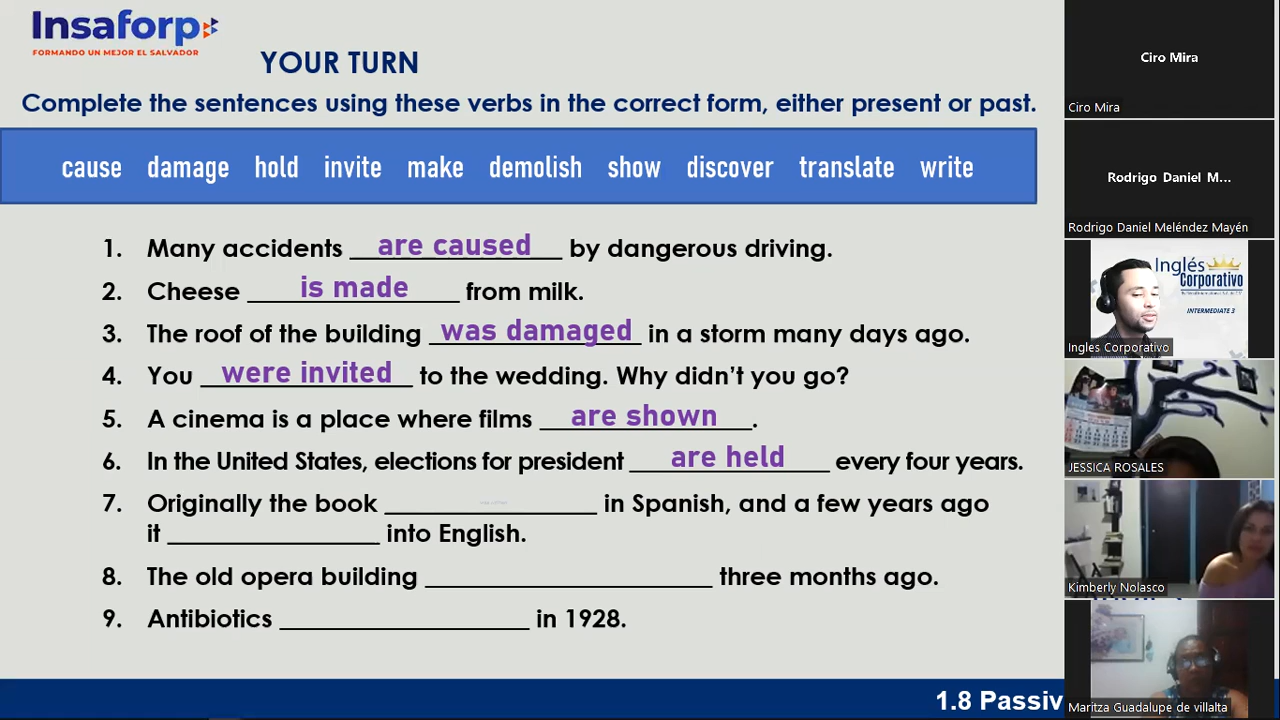 Insaforp
FORMANDO UN MEJOR EL SALVADOR
YOUR TURN
Complete the sentences using these verbs in the correct form, either present or past.
cause damage hold invite make demolish show discover translate write
1. Many accidents are caused by dangerous driving.
2. Cheese is made from milk.
3. The roof of the building was damaged in a storm many days ago.
4. You were invited to the wedding. Why didn't you go?
5. A cinema is a place where films are shown.
6. In the United States, elections for president are held every four years.
7. Originally the book ________________ in Spanish, and a few years ago
it ________________ into English.
8. The old opera building ______________________ three months ago.
9. Antibiotics ___________________ in 1928.
1.8 Passiv
Ciro Mira
Ciro Mira
Rodrigo Daniel M...
Rodrigo Daniel Meléndez Mayén
Inglés
Corporativo
INTERMEDIATE 3
Ingles Corporativo
JESSICA ROSALES
Kimberly Nolasco
Maritza Guadalupe de villalta